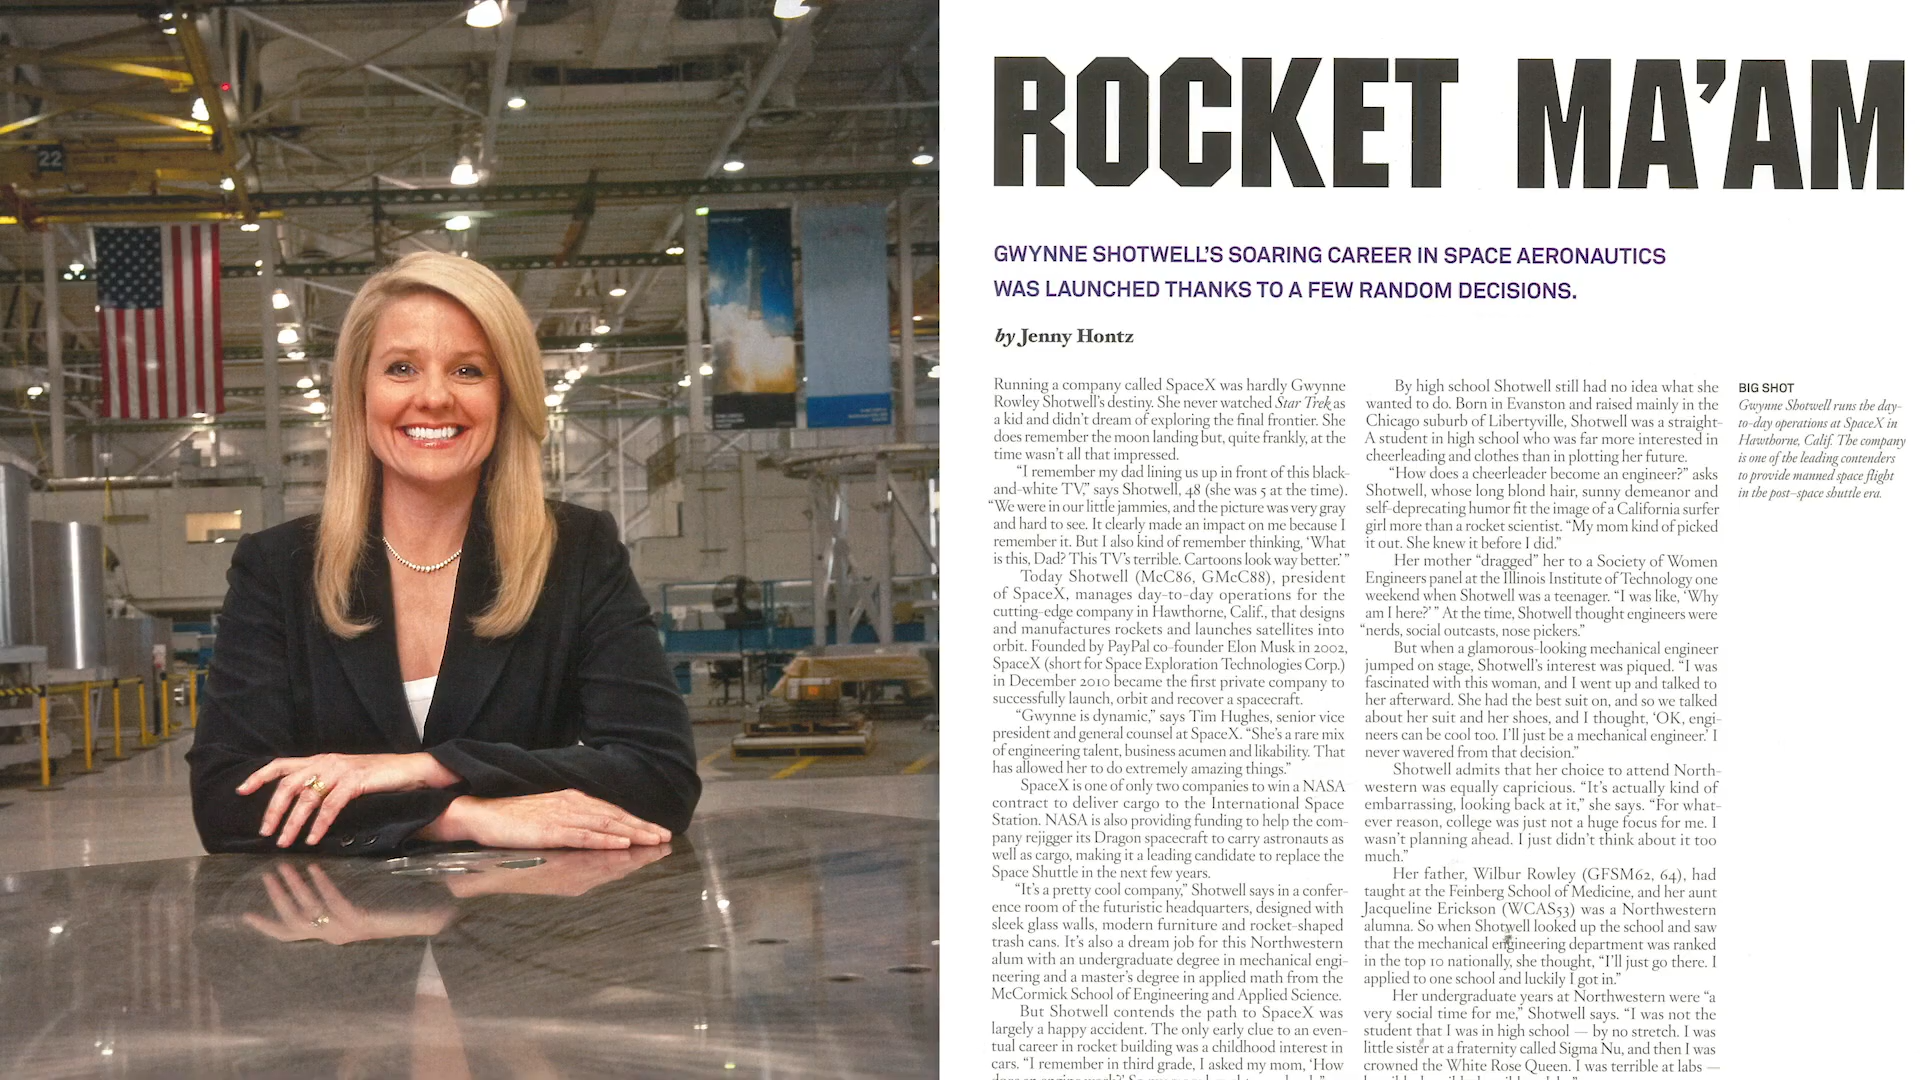 22
ROCKET MA’AM
GWYNNE SHOTWELL’S SOARING CAREER IN SPACE AERONAUTICS
WAS LAUNCHED THANKS TO A FEW RANDOM DECISIONS.
by Jenny Hontz
Running a company called SpaceX was hardly Gwynne
Rowley Shotwell’s destiny. She never watched Star Trek as
a kid and didn’t dream of exploring the final frontier. She
does remember the moon landing but, quite frankly, at the
time wasn’t all that impressed.
“I remember my dad lining us up in front of this black-
and-white TV,” says Shotwell, 48 (she was 5 at the time).
“We were in our little jammies, and the picture was very gray
and hard to see. It clearly made an impact on me because I
remember it. But I also kind of remember thinking, ‘What
is this, Dad? This TV’s terrible. Cartoons look way better.’”
Today Shotwell (McC86, GMcC88), president
of SpaceX, manages day-to-day operations for the
cutting-edge company in Hawthorne, Calif., that designs
and manufactures rockets and launches satellites into
orbit. Founded by PayPal co-founder Elon Musk in 2002,
SpaceX (short for Space Exploration Technologies Corp.)
in December 2010 became the first private company to
successfully launch, orbit and recover a spacecraft.
“Gwynne is dynamic,” says Tim Hughes, senior vice
president and general counsel at SpaceX. “She’s a rare mix
of engineering talent, business acumen and likability. That
has allowed her to do extremely amazing things.”
SpaceX is one of only two companies to win a NASA
contract to deliver cargo to the International Space
Station. NASA is also providing funding to help the com-
pany rejigger its Dragon spacecraft to carry astronauts as
well as cargo, making it a leading candidate to replace the
Space Shuttle in the next few years.
“It’s a pretty cool company,” Shotwell says in a confer-
ence room of the futuristic headquarters, designed with
sleek glass walls, modern furniture and rocket-shaped
trash cans. It’s also a dream job for this Northwestern
alum with an undergraduate degree in mechanical engi-
neering and a master’s degree in applied math from the
McCormick School of Engineering and Applied Science.
But Shotwell contends the path to SpaceX was
largely a happy accident. The only early clue to an even-
tual career in rocket building was a childhood interest in
cars. “I remember in third grade, I asked my mom, ‘How
By high school Shotwell still had no idea what she
wanted to do. Born in Evanston and raised mainly in the
Chicago suburb of Libertyville, Shotwell was a straight-
A student in high school who was far more interested in
cheerleading and clothes than in plotting her future.
“How does a cheerleader become an engineer?” asks
Shotwell, whose long blond hair, sunny demeanor and
self-deprecating humor fit the image of a California surfer
girl more than a rocket scientist. “My mom kind of picked
it out. She knew it before I did.”
Her mother “dragged” her to a Society of Women
Engineers panel at the Illinois Institute of Technology one
weekend when Shotwell was a teenager. “I was like, ‘Why
am I here?’ ” At the time, Shotwell thought engineers were
“nerds, social outcasts, nose pickers.”
But when a glamorous-looking mechanical engineer
jumped on stage, Shotwell’s interest was piqued. “I was
fascinated with this woman, and I went up and talked to
her afterward. She had the best suit on, and so we talked
about her suit and her shoes, and I thought, ‘OK, engi-
neers can be cool too. I’ll just be a mechanical engineer.’ I
never wavered from that decision.”
Shotwell admits that her choice to attend North-
western was equally capricious. “It’s actually kind of
embarrassing, looking back at it,” she says. “For what-
ever reason, college was just not a huge focus for me. I
wasn’t planning ahead. I just didn’t think about it too
much.”
Her father, Wilbur Rowley (GFSM62, 64), had
taught at the Feinberg School of Medicine, and her aunt
Jacqueline Erickson (WCAS53) was a Northwestern
alumna. So when Shotwell looked up the school and saw
that the mechanical engineering department was ranked
in the top 10 nationally, she thought, “I’ll just go there. I
applied to one school and luckily I got in.”
Her undergraduate years at Northwestern were “a
very social time for me,” Shotwell says. “I was not the
student that I was in high school — by no stretch. I was
little sister at a fraternity called Sigma Nu, and then I was
crowned the White Rose Queen. I was terrible at labs —
BIG SHOT
Gwynne Shotwell runs the day-
to-day operations at SpaceX in
Hawthorne, Calif. The company
is one of the leading contenders
to provide manned space flight
in the post–space shuttle era.